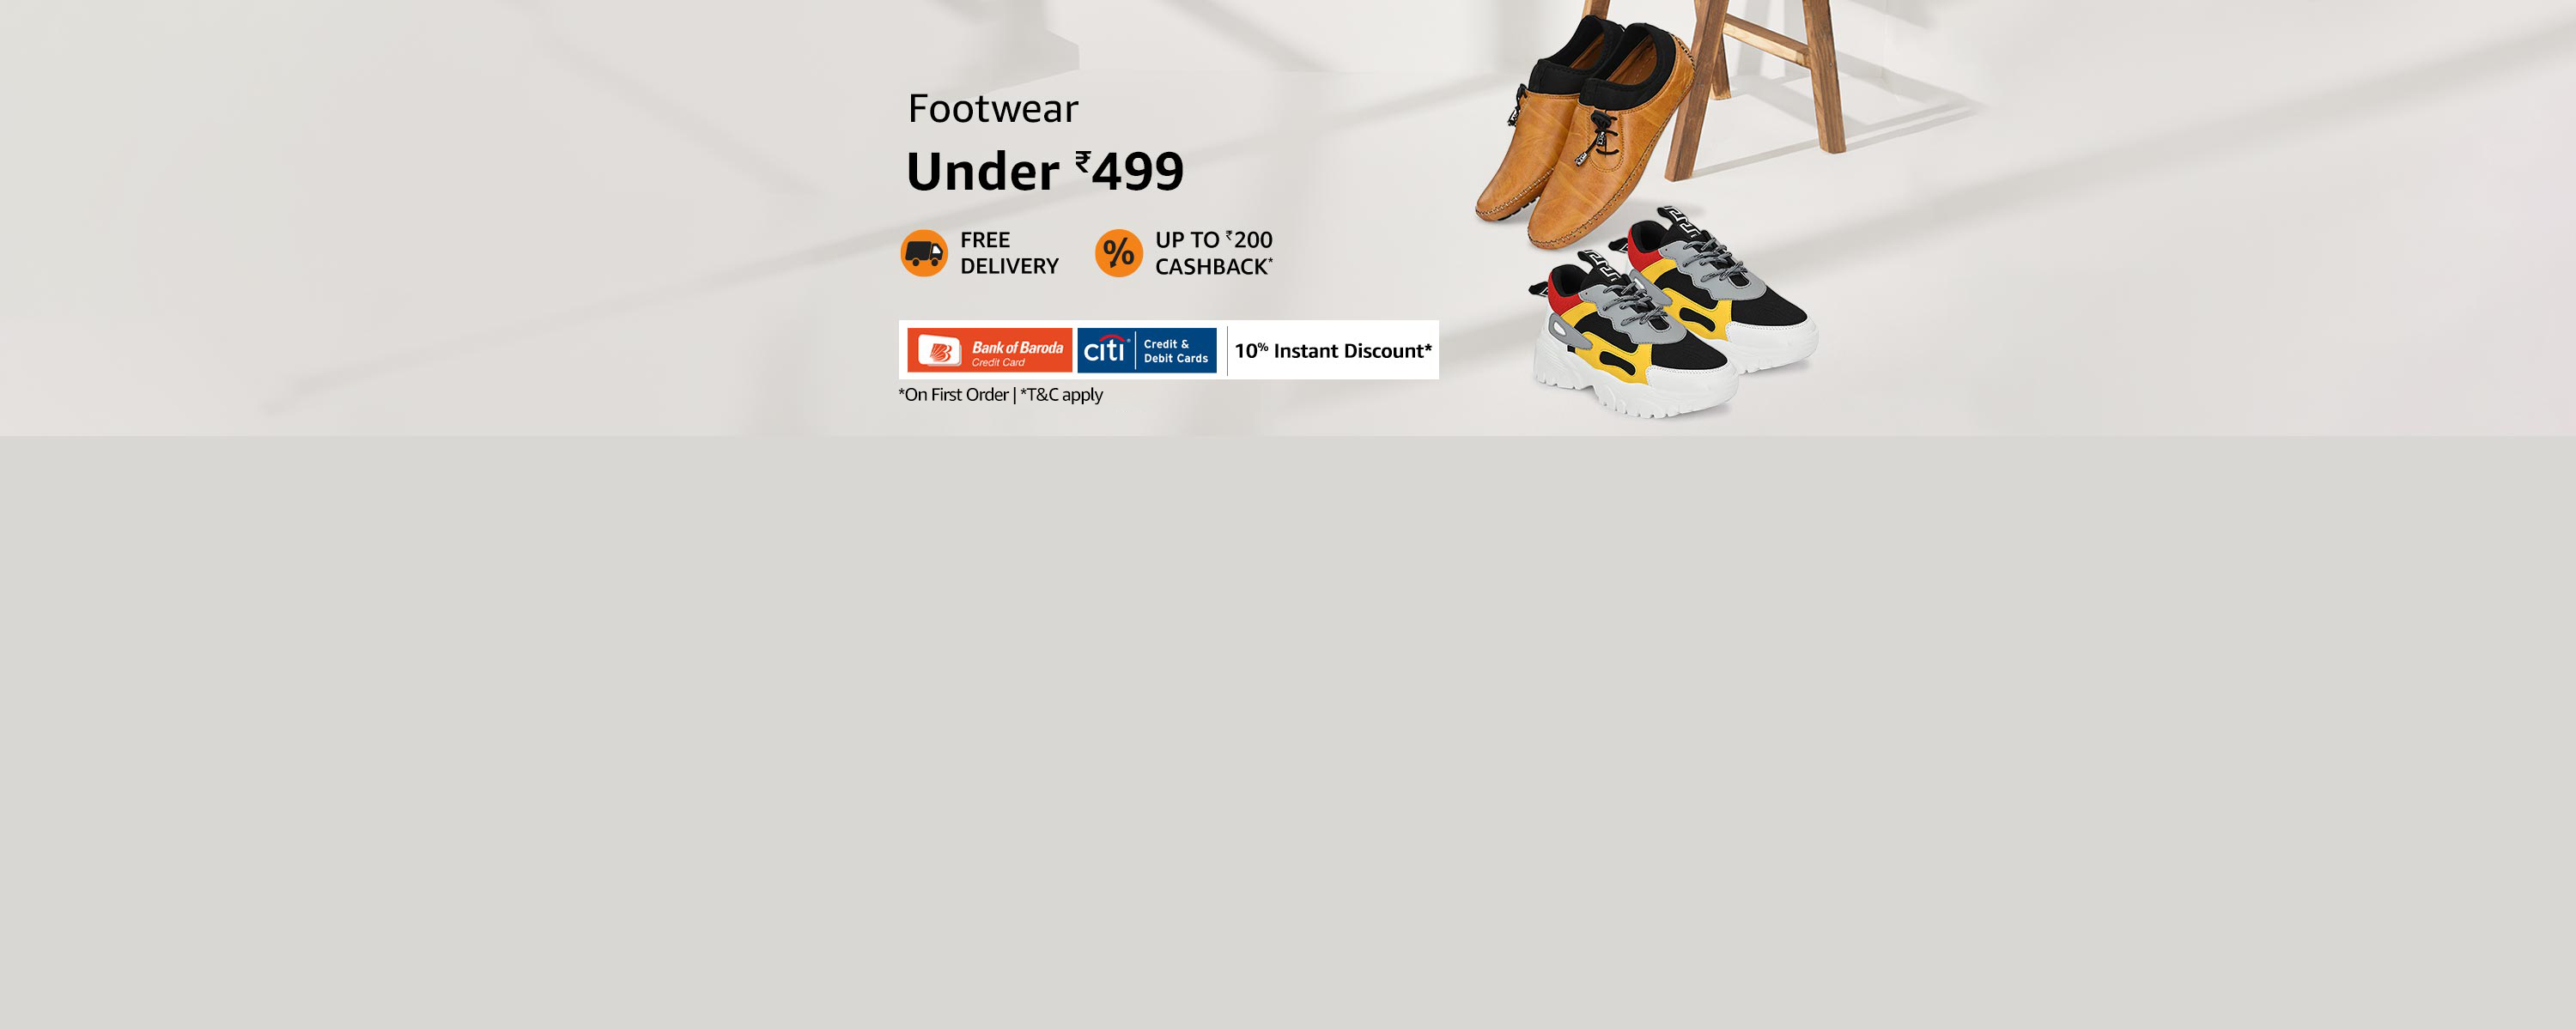 Footwear
Under ₹499
FREE
DELIVERY
UP TO ₹200
CASHBACK*
Bank of Baroda
Credit Card
citi
Credit &
Debit Cards
10% Instant Discount*
*On First Order | *T&C apply